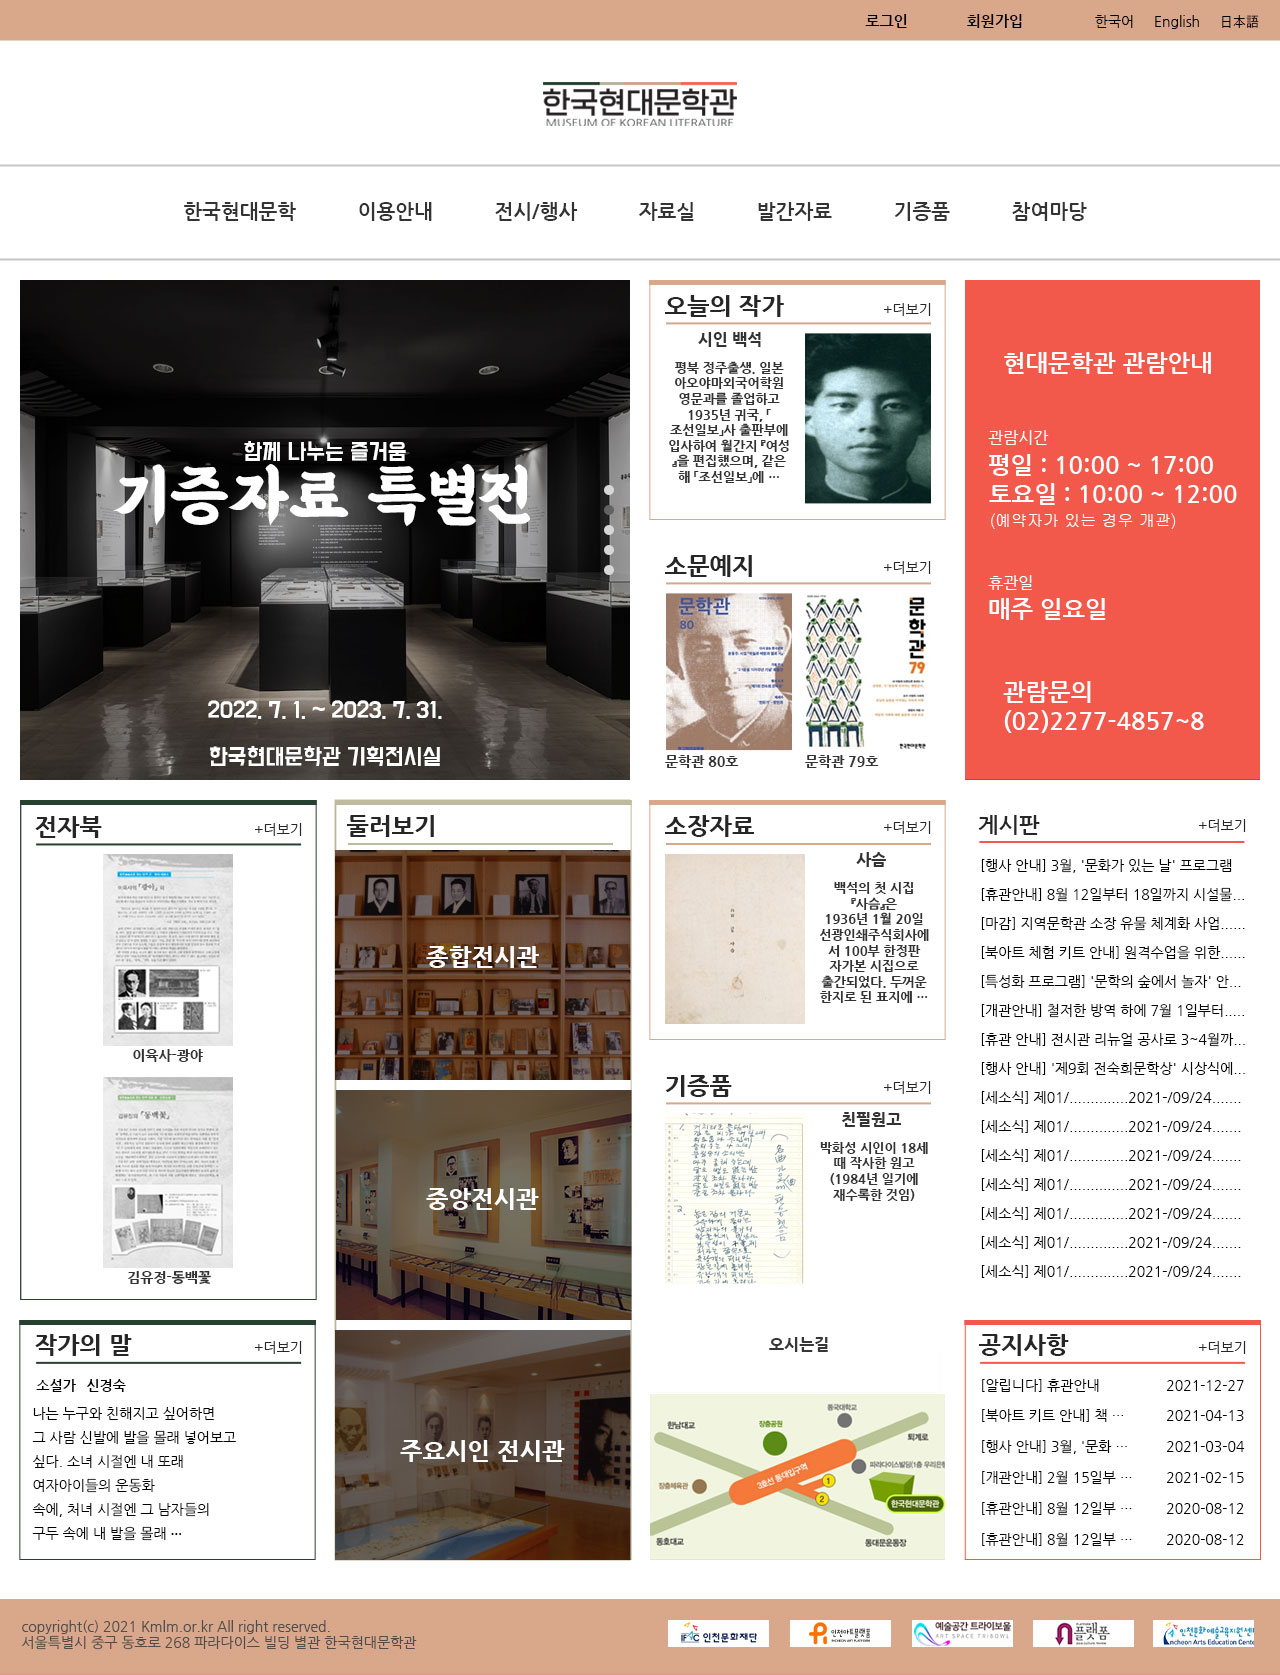 로그인 회원가입 한국어 English 日本語
한국현대문학관
MUSEUM OF KOREAN LITERATURE
한국현대문학 이용안내 전시/행사 자료실 발간자료 기증품 참여마당
함께 나누는 즐거움
기증자료 특별전
2022. 7. 1. ~ 2023. 7. 31.
한국현대문학관 기획전시실
오늘의 작가 +더보기
시인 백석
평북 정주출생. 일본
아오야마외국어학원
영문과를 졸업하고
1935년 귀국, 「
조선일보」사 출판부에
입사하여 월간지 『여성
』을 편집했으며, 같은
해 「조선일보」에 …
소문예지 +더보기
문학관
80
문학관
79
한국현대문학관
문학관 80호
문학관 79호
현대문학관 관람안내
관람시간
평일 : 10:00 ~ 17:00
토요일 : 10:00 ~ 12:00
(예약자가 있는 경우 개관)
휴관일
매주 일요일
관람문의
(02)2277-4857~8
전자북 +더보기
이육사-광야
김유정-동백꽃
둘러보기
종합전시관
중앙전시관
주요시인 전시관
소장자료 +더보기
사슴
백석의 첫 시집
『사슴』은
1936년 1월 20일
선광인쇄주식회사에
서 100부 한정판
자가본 시집으로
출간되었다. 두꺼운
한지로 된 표지에 …
기증품 +더보기
친필원고
박화성 시인이 18세
때 작사한 원고
(1984년 일기에
재수록한 것임)
게시판 +더보기
[행사 안내] 3월, '문화가 있는 날' 프로그램
[휴관안내] 8월 12일부터 18일까지 시설물...
[마감] 지역문학관 소장 유물 체계화 사업......
[북아트 체험 키트 안내] 원격수업을 위한......
[특성화 프로그램] '문학의 숲에서 놀자' 안...
[개관안내] 철저한 방역 하에 7월 1일부터.....
[휴관 안내] 전시관 리뉴얼 공사로 3~4월까...
[행사 안내] '제9회 전숙희문학상' 시상식에...
[세소식] 제01/..............2021-/09/24.......
[세소식] 제01/..............2021-/09/24.......
[세소식] 제01/..............2021-/09/24.......
[세소식] 제01/..............2021-/09/24.......
[세소식] 제01/..............2021-/09/24.......
[세소식] 제01/..............2021-/09/24.......
[세소식] 제01/..............2021-/09/24.......
작가의 말 +더보기
소설가 신경숙
나는 누구와 친해지고 싶어하면
그 사람 신발에 발을 몰래 넣어보고
싶다. 소녀 시절엔 내 또래
여자아이들의 운동화
속에, 처녀 시절엔 그 남자들의
구두 속에 내 발을 몰래 …
오시는길
동국대학교
한남대교
장충공원
퇴계로
파라다이스빌딩(1층 우리은행
3호선 동대입구역
장충체육관
1
2
한국현대문학관
동호대교
동대문운동장
공지사항 +더보기
[알립니다] 휴관안내 2021-12-27
[북아트 키트 안내] 책 … 2021-04-13
[행사 안내] 3월, '문화 … 2021-03-04
[개관안내] 2월 15일부 … 2021-02-15
[휴관안내] 8월 12일부 … 2020-08-12
[휴관안내] 8월 12일부 … 2020-08-12
copyright(c) 2021 Kmlm.or.kr All right reserved.
서울특별시 중구 동호로 268 파라다이스 빌딩 별관 한국현대문학관
IFAC 인천문화재단
인천아트플랫폼
INCHEON ART PLATFORM
예술공간 트라이보울
ART SPACE TRIBOWL
플랫폼
인천문화예술교육지원센터
Incheon Arts Education Center